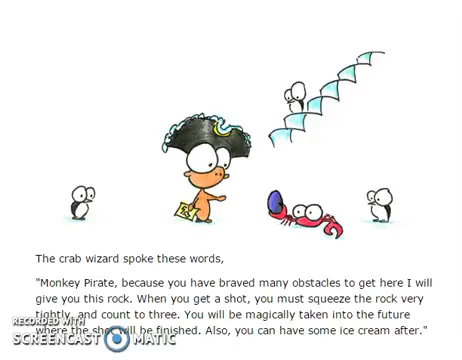 The crab wizard spoke these words,
"Monkey Pirate, because you have braved many obstacles to get here I will
give you this rock. When you get a shot, you must squeeze the rock very
tightly, and count to three. You will be magically taken into the future
where the shot will be finished. Also, you can have some ice cream after."
RECORDED WITH
SCREENCAST MATIC